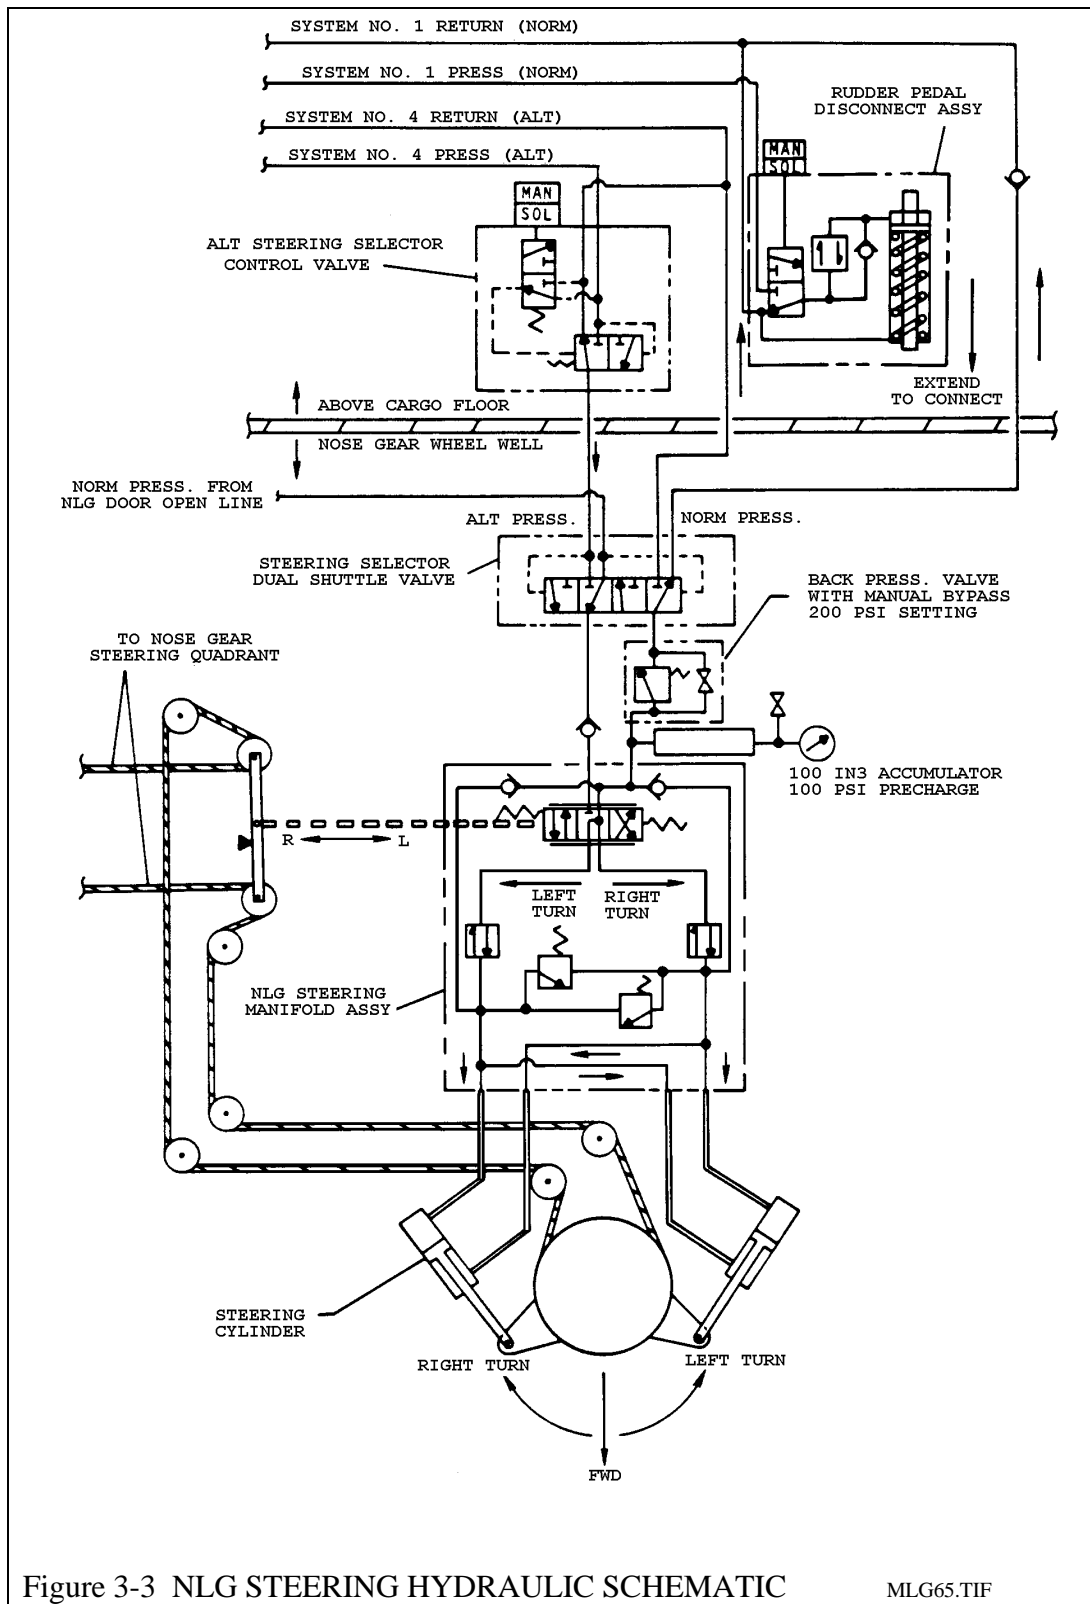 SYSTEM NO. 1 RETURN (NORM)
SYSTEM NO. 1 PRESS (NORM)
RUDDER PEDAL
DISCONNECT ASSY
SYSTEM NO. 4 RETURN (ALT)
SYSTEM NO. 4 PRESS (ALT)
MAN
SOL
MAN
SOL
ALT STEERING SELECTOR
CONTROL VALVE
EXTEND
TO CONNECT
ABOVE CARGO FLOOR
NOSE GEAR WHEEL WELL
NORM PRESS. FROM
NLG DOOR OPEN LINE
ALT PRESS.
NORM PRESS.
STEERING SELECTOR
DUAL SHUTTLE VALVE
BACK PRESS. VALVE
WITH MANUAL BYPASS
200 PSI SETTING
TO NOSE GEAR
STEERING QUADRANT
100 IN3 ACCUMULATOR
100 PSI PRECHARGE
R
L
LEFT
TURN
RIGHT
TURN
NLG STEERING
MANIFOLD ASSY
STEERING
CYLINDER
RIGHT TURN
LEFT TURN
FWD
Figure 3-3 NLG STEERING HYDRAULIC SCHEMATIC
MLG65.TIF